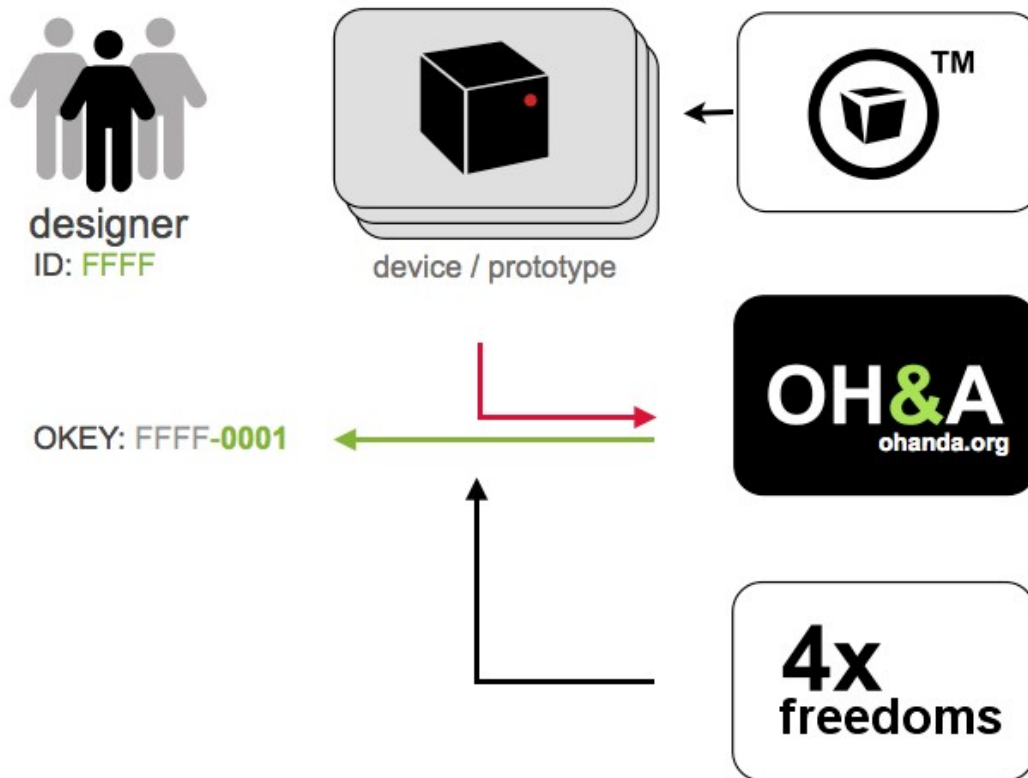 TM
designer
ID: FFFF
device / prototype
OH&A
ohanda.org
OKEY: FFFF-0001
4x
freedoms